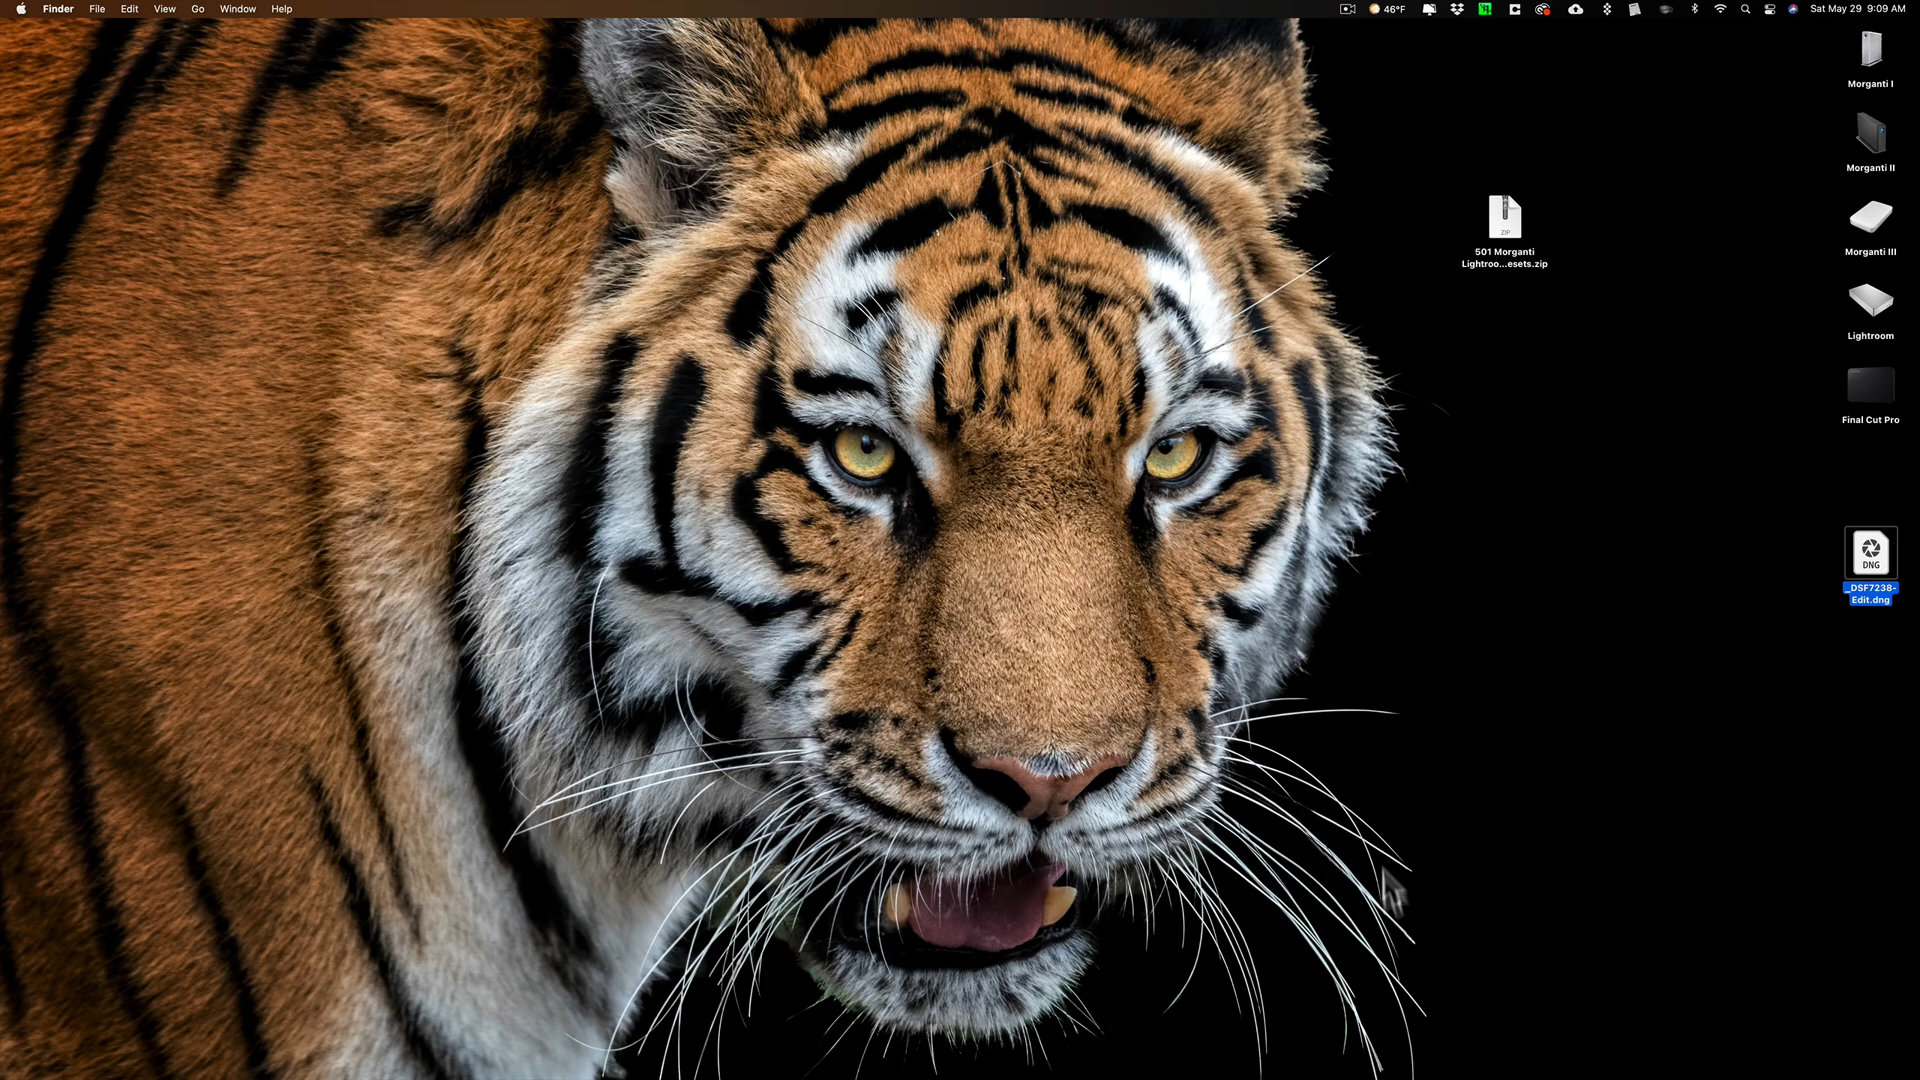 Finder File Edit View Go Window Help
46°F Sat May 29 9:09 AM
Morganti I
Morganti II
ZIP
501 Morganti
Lightroo...esets.zip
Morganti III
Lightroom
Final Cut Pro
DNG
_DSF7238-
Edit.dng